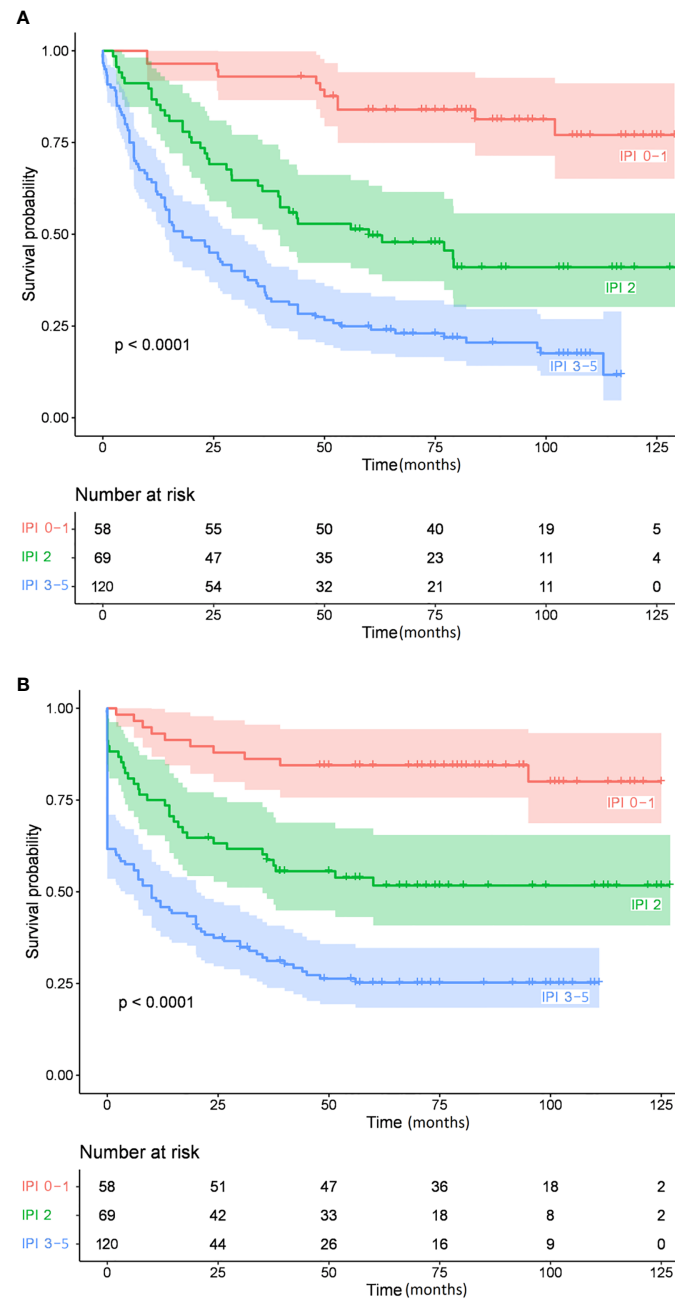 A
1.00
0.75
0.50
0.25
0.00
Survival probability
IPI 0-1
IPI 2
IPI 3-5
p < 0.0001
0 25 50 75 100 125
Time(months)
Number at risk
IPI 0-1 58 55 50 40 19 5
IPI 2 69 47 35 23 11 4
IPI 3-5 120 54 32 21 11 0
0 25 50 75 100 125
Time(months)
B
1.00
0.75
0.50
0.25
0.00
Survival probability
IPI 0-1
IPI 2
IPI 3-5
p < 0.0001
0 25 50 75 100 125
Time (months)
Number at risk
IPI 0-1 58 51 47 36 18 2
IPI 2 69 42 33 18 8 2
IPI 3-5 120 44 26 16 9 0
0 25 50 75 100 125
Time (months)